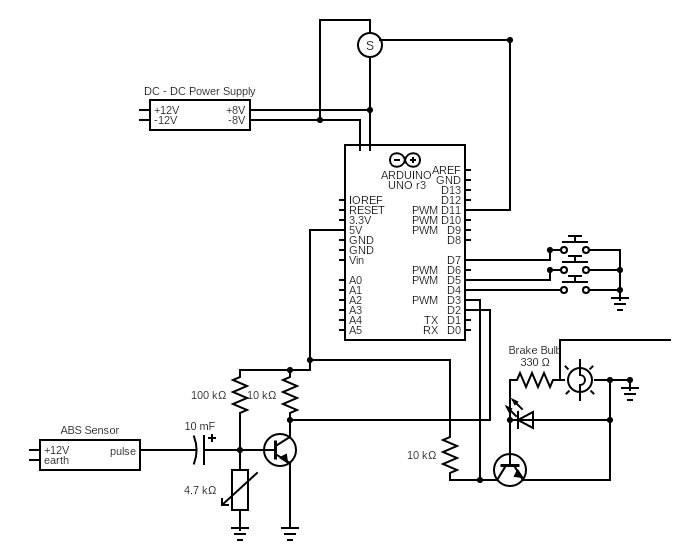 S
DC - DC Power Supply
+12V +8V
-12V -8V
ARDUINO
UNO r3
AREF
GND
D13
IOREF D12
RESET PWM D11
3.3V PWM D10
5V PWM D9
GND D8
GND
Vin D7
PWM D6
A0 PWM D5
A1 D4
A2 PWM D3
A3 D2
A4 TX D1
A5 RX D0
Brake Bulb
330 Ω
100 kΩ 10 kΩ
10 mF
ABS Sensor
+12V pulse
earth
10 kΩ
4.7 kΩ